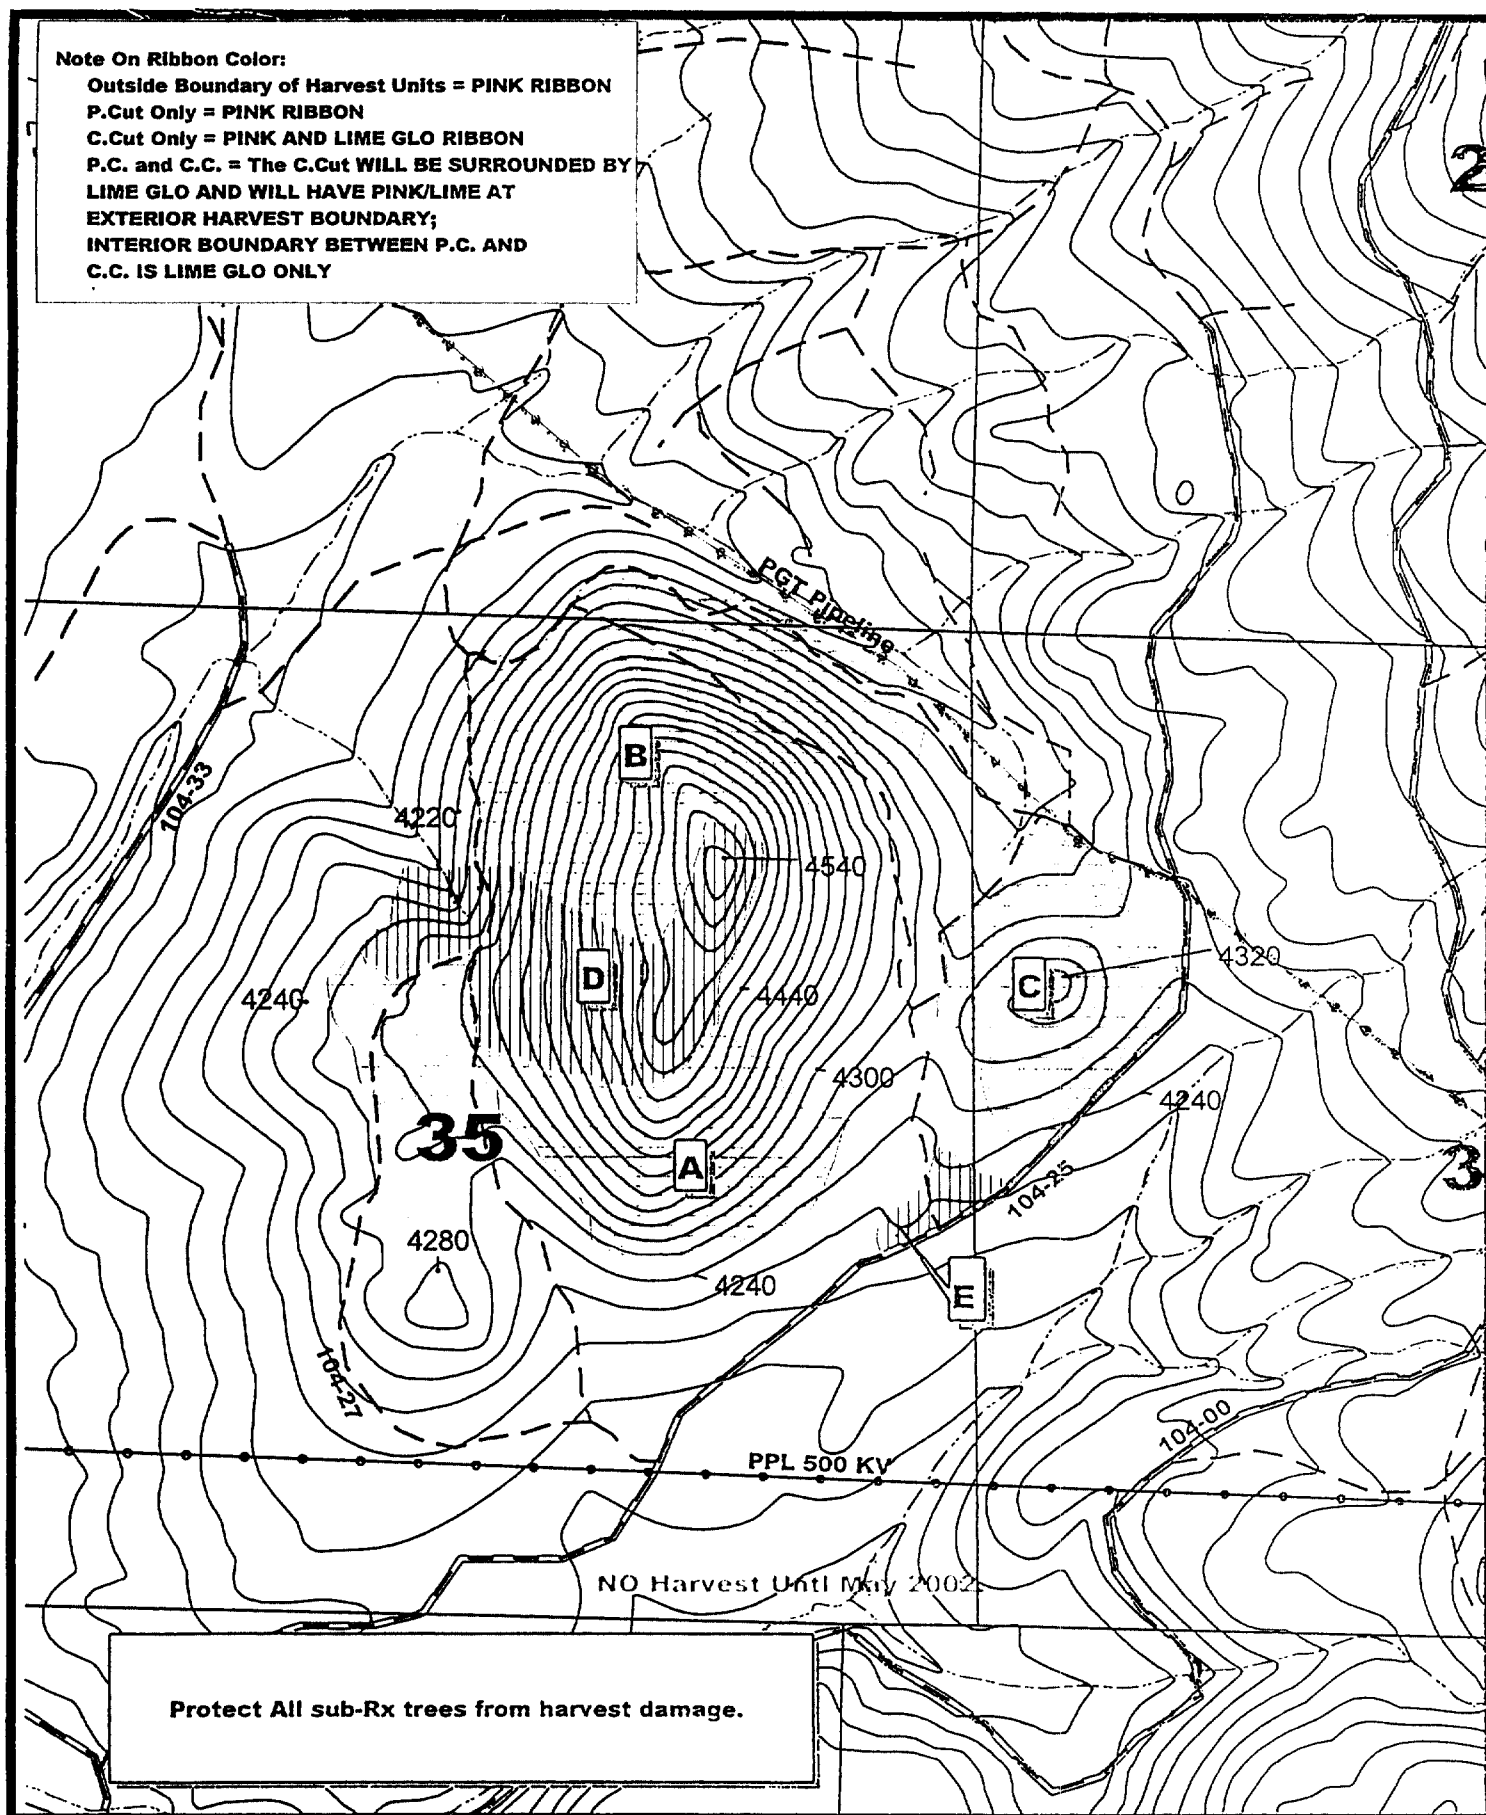 Note On Ribbon Color:
Outside Boundary of Harvest Units = PINK RIBBON
P.Cut Only = PINK RIBBON
C.Cut Only = PINK AND LIME GLO RIBBON
P.C. and C.C. = The C.Cut WILL BE SURROUNDED BY
LIME GLO AND WILL HAVE PINK/LIME AT
EXTERIOR HARVEST BOUNDARY;
INTERIOR BOUNDARY BETWEEN P.C. AND
C.C. IS LIME GLO ONLY
2
PGT Pipeline
B
104-33
4220
4540
4320
D
C
4240
4440
4300
4240
35
A
3
104-25
4280
4240
E
104-27
104-00
PPL 500 KV
NO Harvest Until May 2002
Protect All sub-Rx trees from harvest damage.